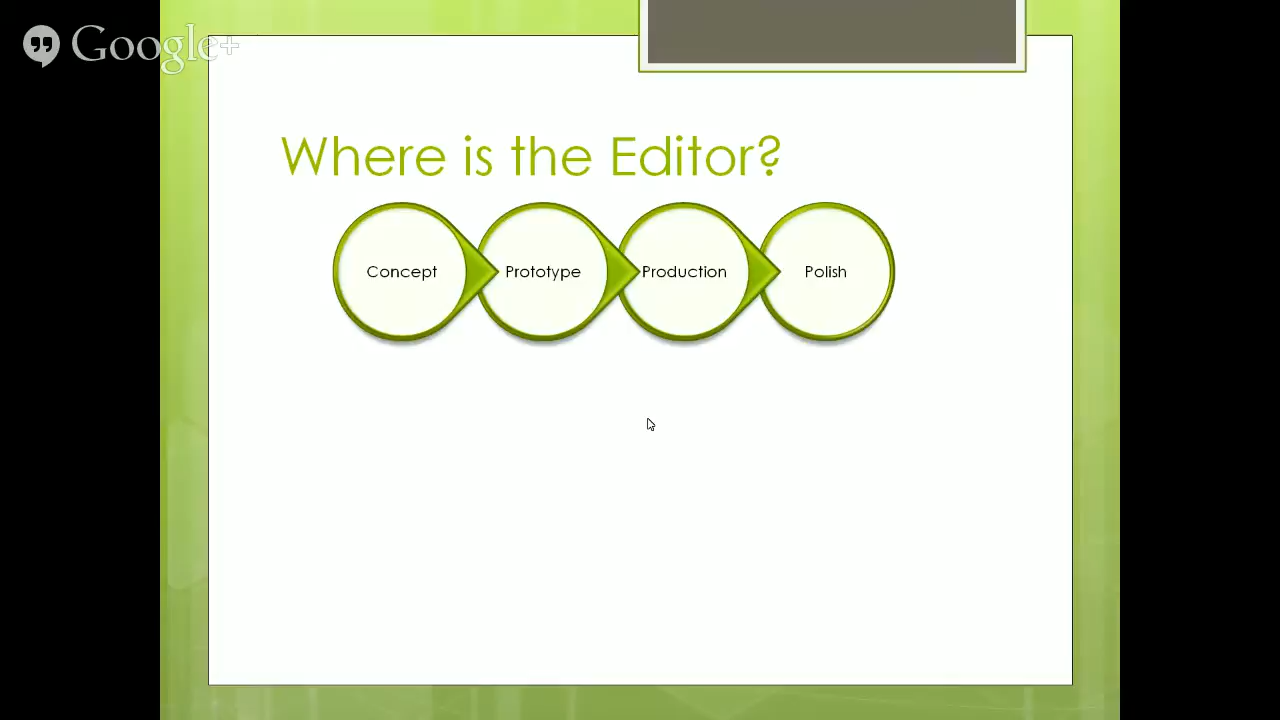 Google+
Where is the Editor?
Concept
Prototype
Production
Polish